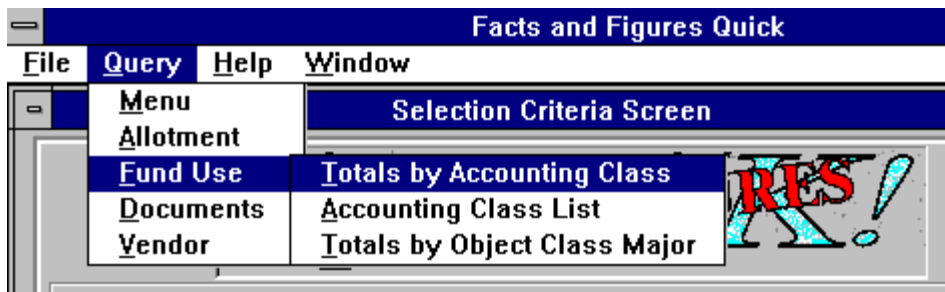 Facts and Figures Quick
File Query Help Window
Selection Criteria Screen
Menu
Allotment
Fund Use
Documents
Vendor
Totals by Accounting Class
Accounting Class List
Totals by Object Class Major
RES